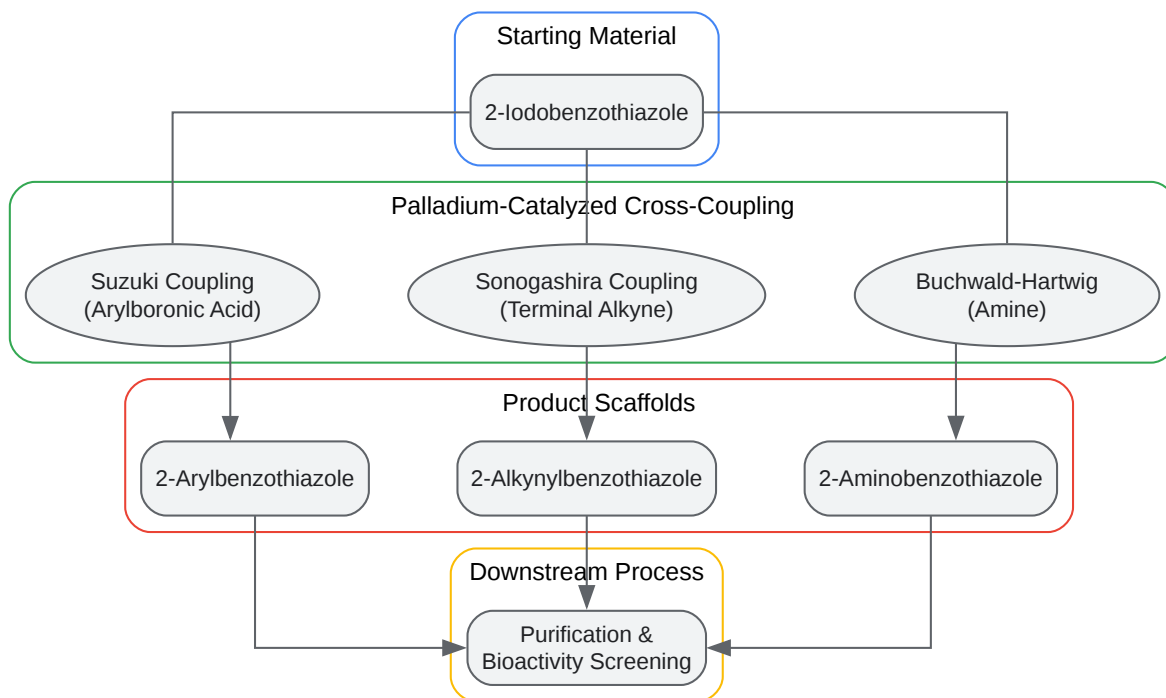 Starting Material
2-Iodobenzothiazole
Palladium-Catalyzed Cross-Coupling
Suzuki Coupling
(Arylboronic Acid)
Sonogashira Coupling
(Terminal Alkyne)
Buchwald-Hartwig
(Amine)
Product Scaffolds
2-Arylbenzothiazole
2-Alkynylbenzothiazole
2-Aminobenzothiazole
Downstream Process
Purification &
Bioactivity Screening